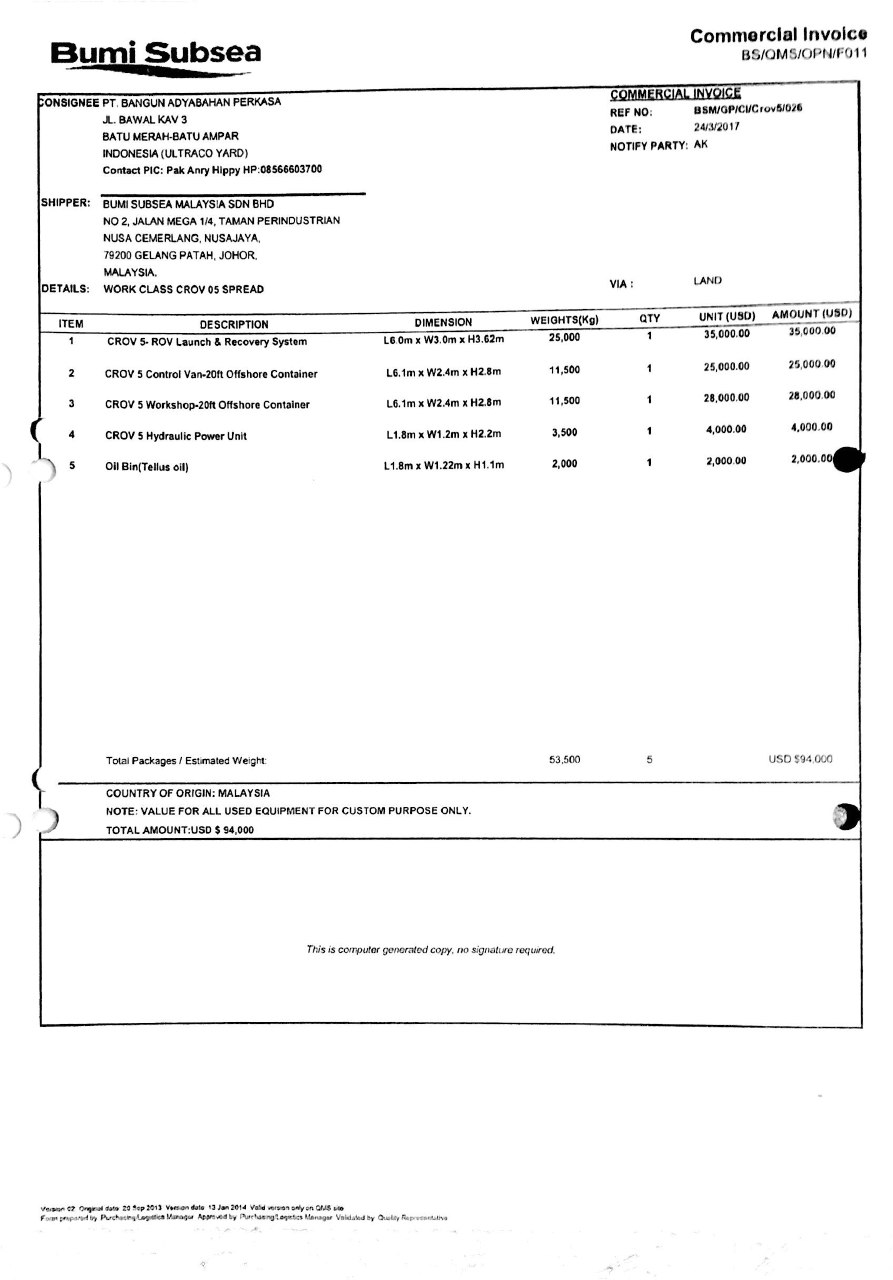 Bumi Subsea
Commercial Invoice
BS/QMS/OPN/F011
CONSIGNEE PT. BANGUN ADYABAHAN PERKASA
JL. BAWAL KAV 3
BATU MERAH-BATU AMPAR
INDONESIA (ULTRACO YARD)
Contact PIC: Pak Anry Hippy HP:08566603700
COMMERCIAL INVOICE
REF NO: BSM/GP/CI/Crov5/026
DATE: 24/3/2017
NOTIFY PARTY: AK
SHIPPER: BUMI SUBSEA MALAYSIA SDN BHD
NO 2, JALAN MEGA 1/4, TAMAN PERINDUSTRIAN
NUSA CEMERLANG, NUSAJAYA,
79200 GELANG PATAH, JOHOR,
MALAYSIA,
DETAILS: WORK CLASS CROV 05 SPREAD
VIA : LAND
ITEM DESCRIPTION DIMENSION WEIGHTS(Kg) QTY UNIT (USD) AMOUNT (USD)
1 CROV 5- ROV Launch & Recovery System L6.0m x W3.0m x H3.62m 25,000 1 35,000.00 35,000.00
2 CROV 5 Control Van-20ft Offshore Container L6.1m x W2.4m x H2.8m 11,500 1 25,000.00 25,000.00
3 CROV 5 Workshop-20ft Offshore Container L6.1m x W2.4m x H2.8m 11,500 1 28,000.00 28,000.00
4 CROV 5 Hydraulic Power Unit L1.8m x W1.2m x H2.2m 3,500 1 4,000.00 4,000.00
5 Oil Bin(Tellus oil) L1.8m x W1.22m x H1.1m 2,000 1 2,000.00 2,000.00
Total Packages / Estimated Weight: 53,500 5 USD $94,000
COUNTRY OF ORIGIN: MALAYSIA
NOTE: VALUE FOR ALL USED EQUIPMENT FOR CUSTOM PURPOSE ONLY.
TOTAL AMOUNT:USD $ 94,000
This is computer generated copy, no signature required.
Version 02 Original date 20 Sep 2013 Version date 13 Jan 2014 Valid version only on QMS site
Form prepared by Purchasing/Logistics Manager Approved by Purchasing/Logistics Manager Validated by Quality Representative